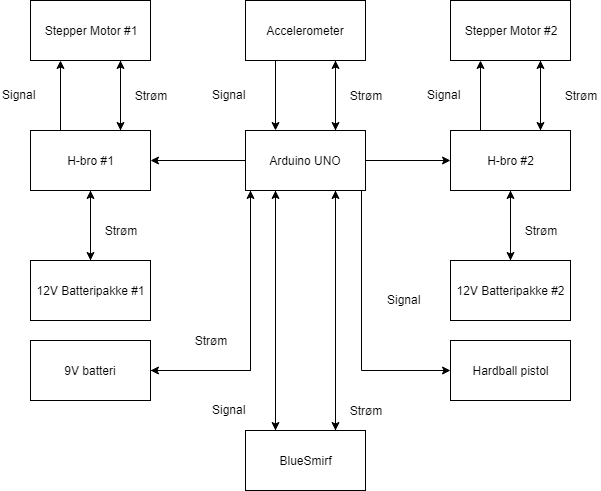 Stepper Motor #1
Accelerometer
Stepper Motor #2
Signal
Strøm
Signal
Strøm
Signal
Strøm
H-bro #1
Arduino UNO
H-bro #2
Strøm
Strøm
12V Batteripakke #1
12V Batteripakke #2
Signal
Strøm
9V batteri
Hardball pistol
Signal
Strøm
BlueSmirf